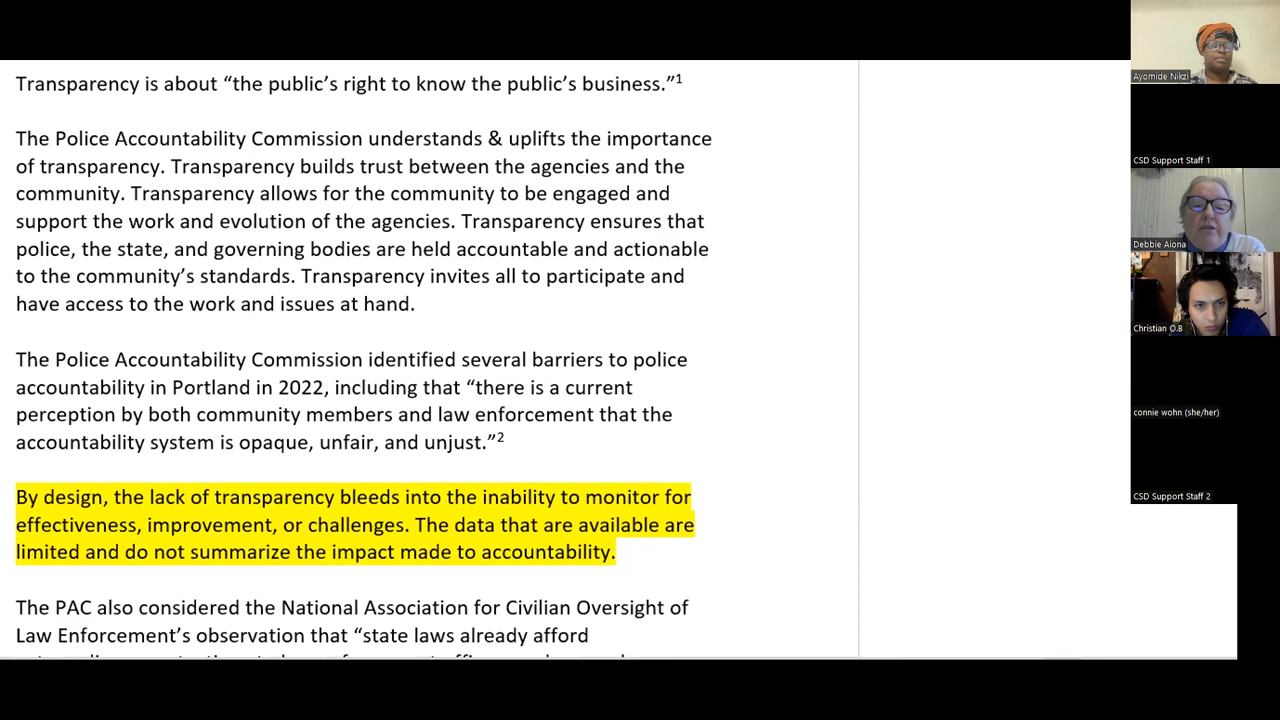 Transparency is about “the public’s right to know the public’s business.”1
The Police Accountability Commission understands & uplifts the importance
of transparency. Transparency builds trust between the agencies and the
community. Transparency allows for the community to be engaged and
support the work and evolution of the agencies. Transparency ensures that
police, the state, and governing bodies are held accountable and actionable
to the community’s standards. Transparency invites all to participate and
have access to the work and issues at hand.
The Police Accountability Commission identified several barriers to police
accountability in Portland in 2022, including that “there is a current
perception by both community members and law enforcement that the
accountability system is opaque, unfair, and unjust.”2
By design, the lack of transparency bleeds into the inability to monitor for
effectiveness, improvement, or challenges. The data that are available are
limited and do not summarize the impact made to accountability.
The PAC also considered the National Association for Civilian Oversight of
Law Enforcement’s observation that “state laws already afford
Ayomide Nikzi
CSD Support Staff 1
Debbie Aiona
Christian O.B
connie wohn (she/her)
CSD Support Staff 2